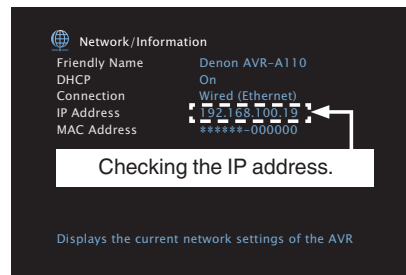 Network/Information
Friendly Name Denon AVR-A110
DHCP On
Connection Wired (Ethernet)
IP Address 192.168.100.19
MAC Address ******-000000
Checking the IP address.
Displays the current network settings of the AVR